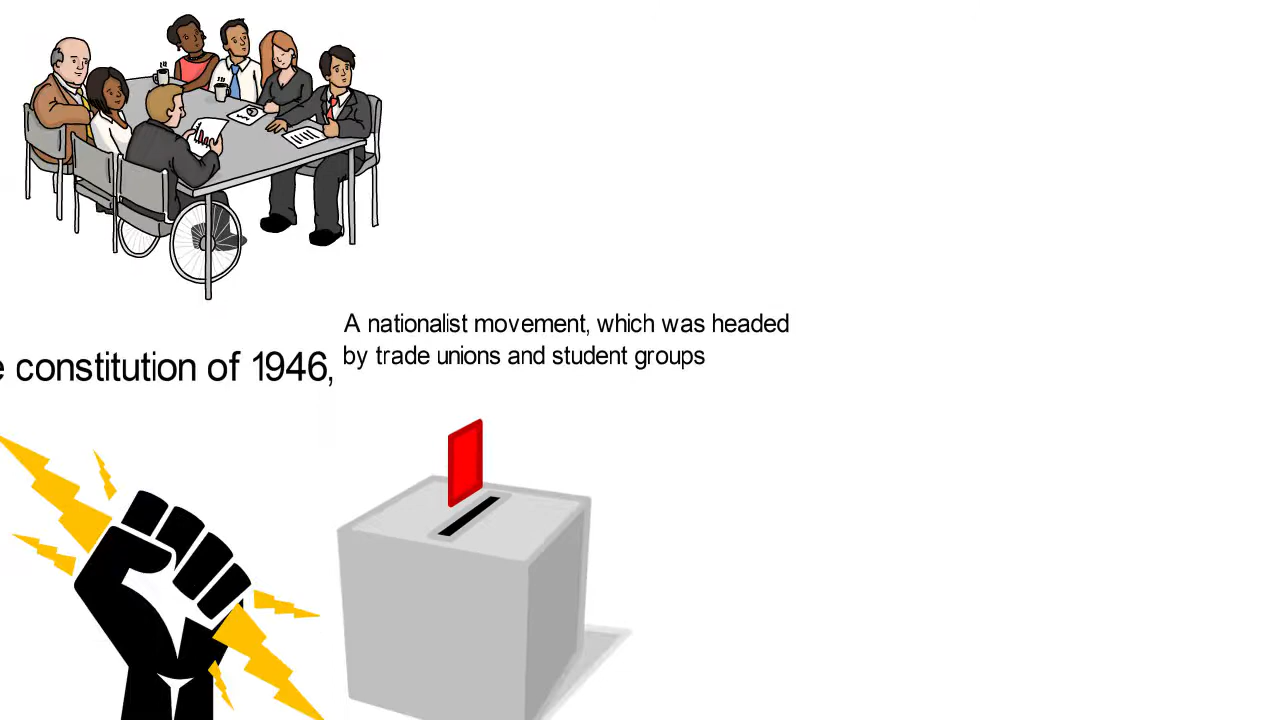 A nationalist movement, which was headed
by trade unions and student groups
e constitution of 1946,